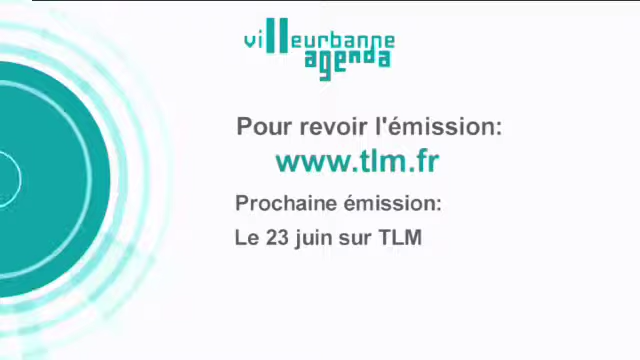 villeurbanne
agenda
Pour revoir l'émission:
www.tlm.fr
Prochaine émission:
Le 23 juin sur TLM